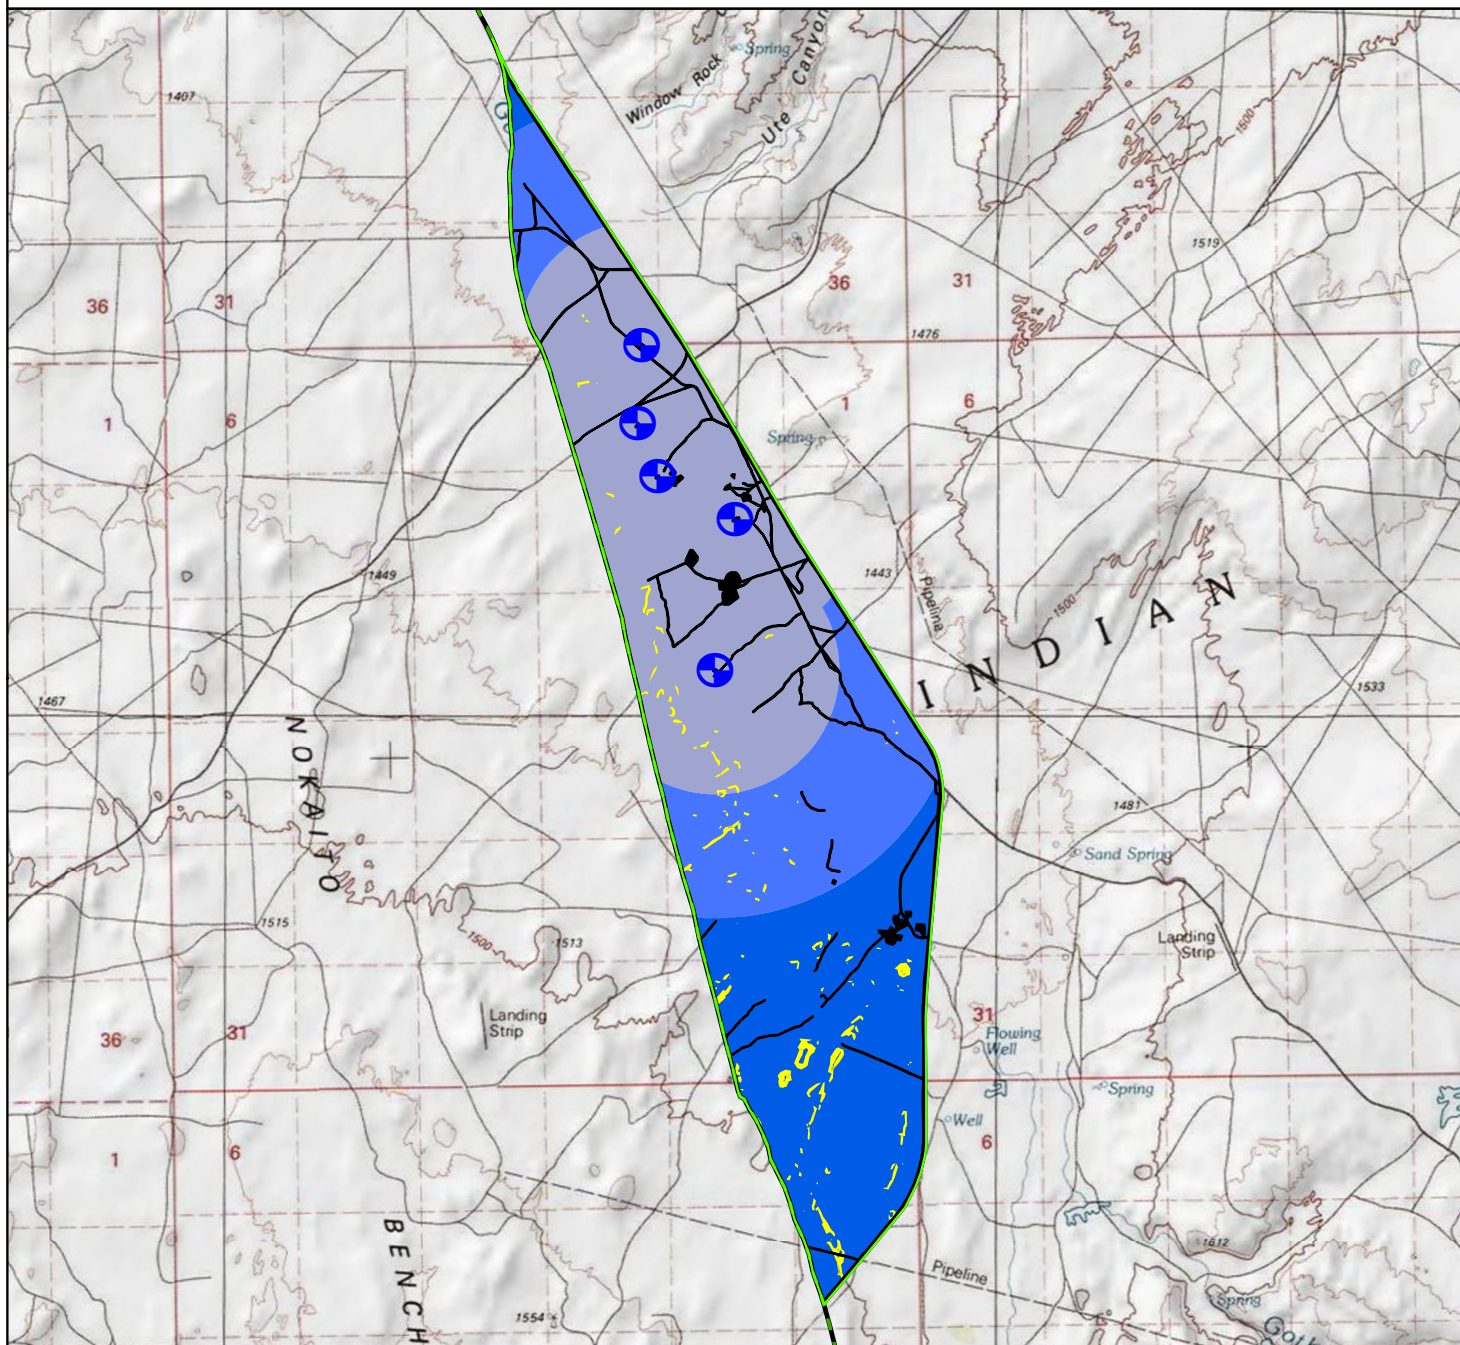 Spring
Canyon
Window Rock
Ute
1407
1500
1519
36
31
36
31
1476
1
6
1
6
Spring
1449
1443
Pipeline
1500
INDIAN
1467
1533
NOKAITO
1481
Sand Spring
1515
1500
1513
Landing
Strip
Landing
Strip
31
Flowing
Well
36
31
Spring
Well
6
1
6
BENCH
1612
Pipeline
Spring
1554